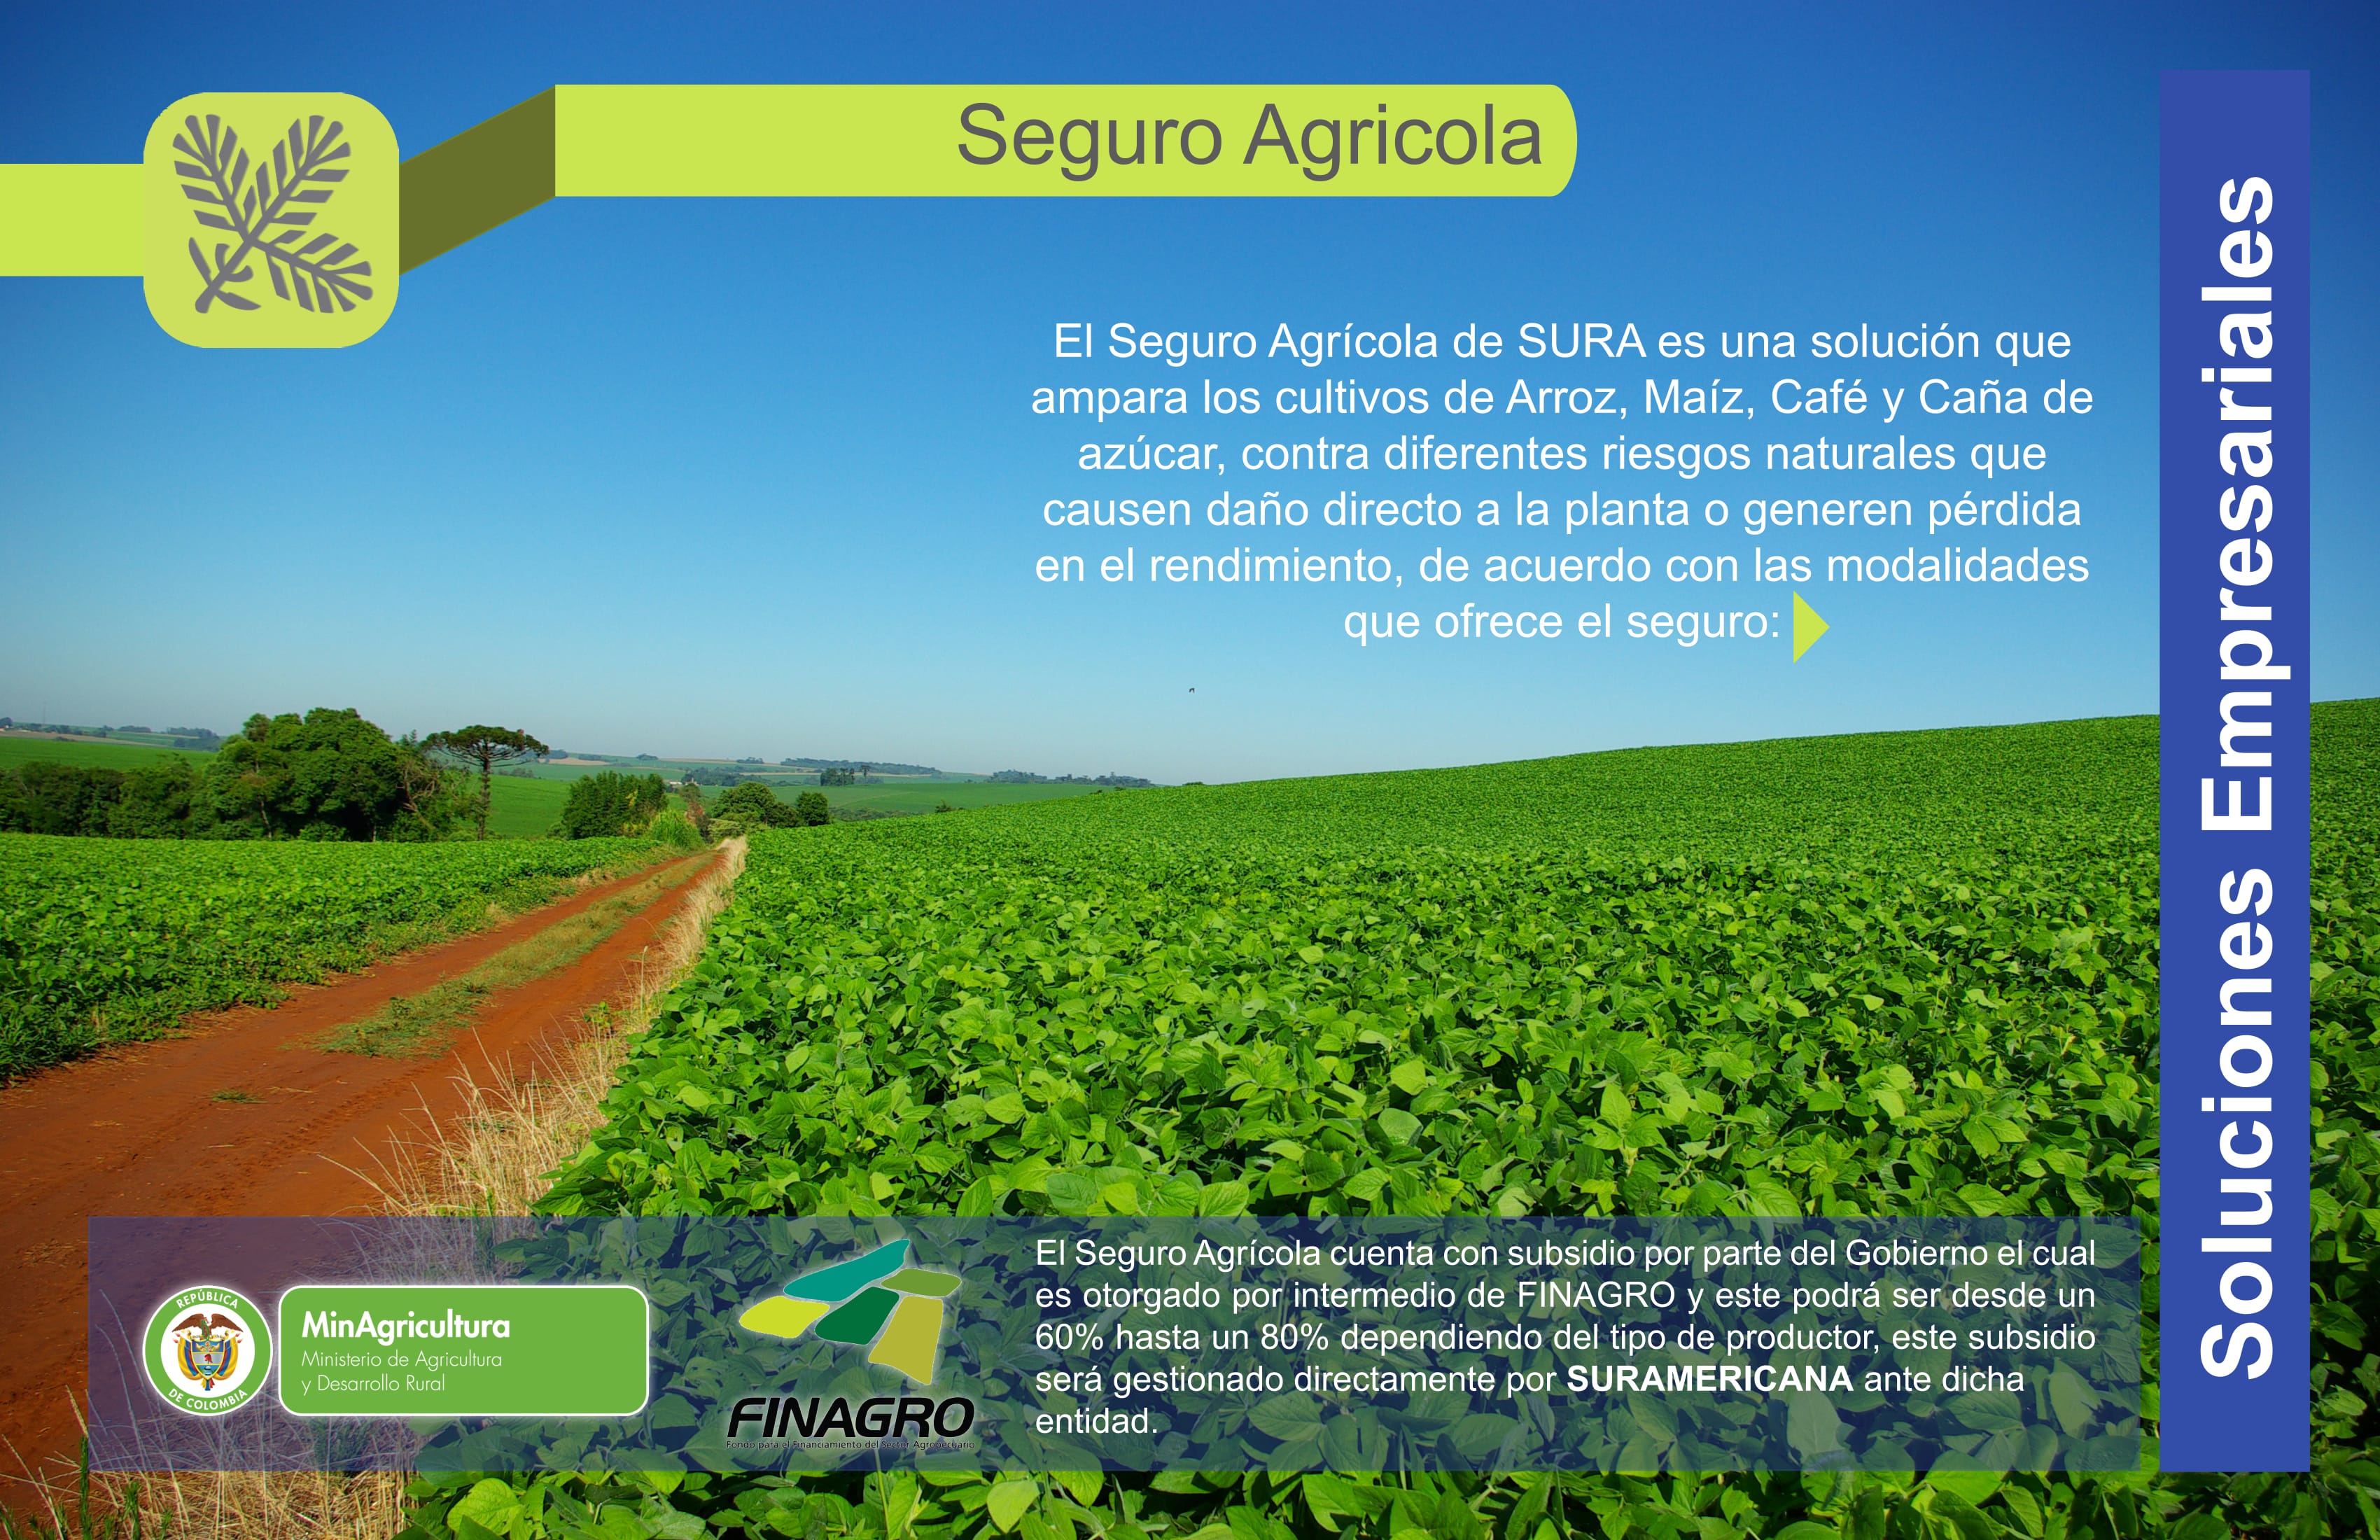 Seguro Agricola
El Seguro Agrícola de SURA es una solución que
ampara los cultivos de Arroz, Maíz, Café y Caña de
azúcar, contra diferentes riesgos naturales que
causen daño directo a la planta o generen pérdida
en el rendimiento, de acuerdo con las modalidades
que ofrece el seguro:
Soluciones Empresariales
REPÚBLICA
DE COLOMBIA
MinAgricultura
Ministerio de Agricultura
y Desarrollo Rural
FINAGRO
Fondo para el Financiamiento del Sector Agropecuario
El Seguro Agrícola cuenta con subsidio por parte del Gobierno el cual
es otorgado por intermedio de FINAGRO y este podrá ser desde un
60% hasta un 80% dependiendo del tipo de productor, este subsidio
será gestionado directamente por SURAMERICANA ante dicha
entidad.